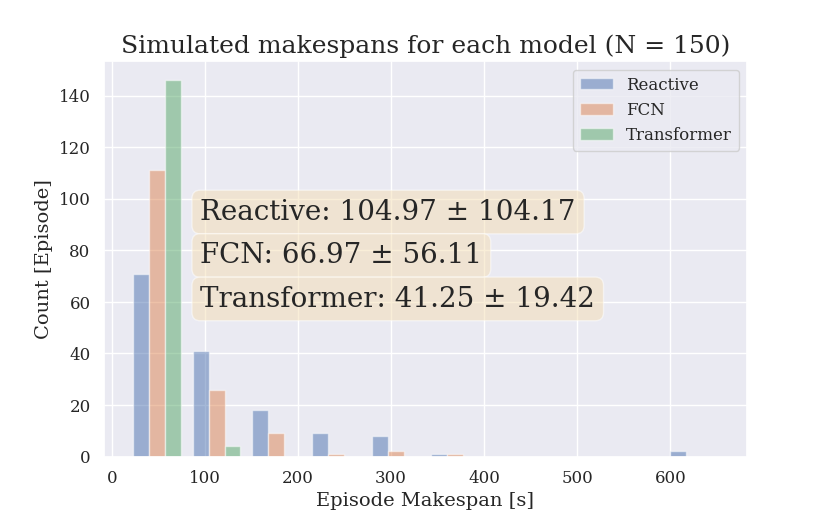 Simulated makespans for each model (N = 150)
Reactive
FCN
Transformer
140
120
100
80
60
40
20
0
Count [Episode]
Reactive: 104.97 ± 104.17
FCN: 66.97 ± 56.11
Transformer: 41.25 ± 19.42
0 100 200 300 400 500 600
Episode Makespan [s]